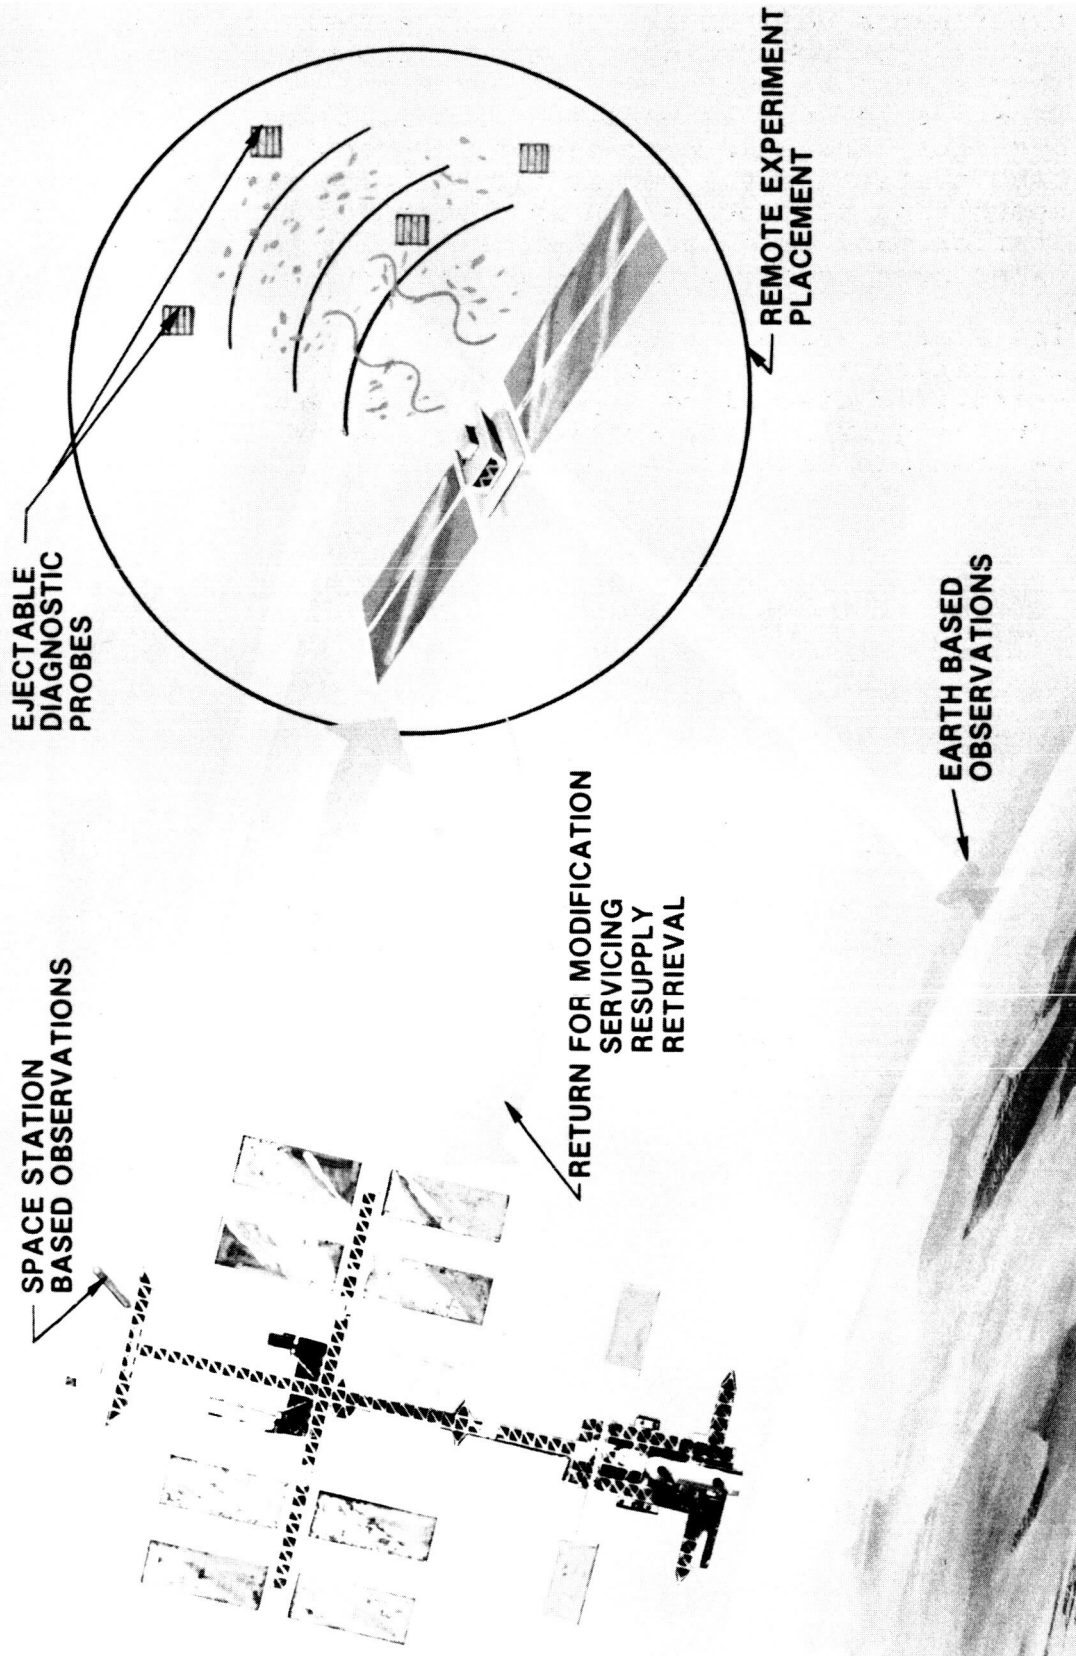 SPACE STATION
BASED OBSERVATIONS
EJECTABLE
DIAGNOSTIC
PROBES
RETURN FOR MODIFICATION
SERVICING
RESUPPLY
RETRIEVAL
REMOTE EXPERIMENT
PLACEMENT
EARTH BASED
OBSERVATIONS